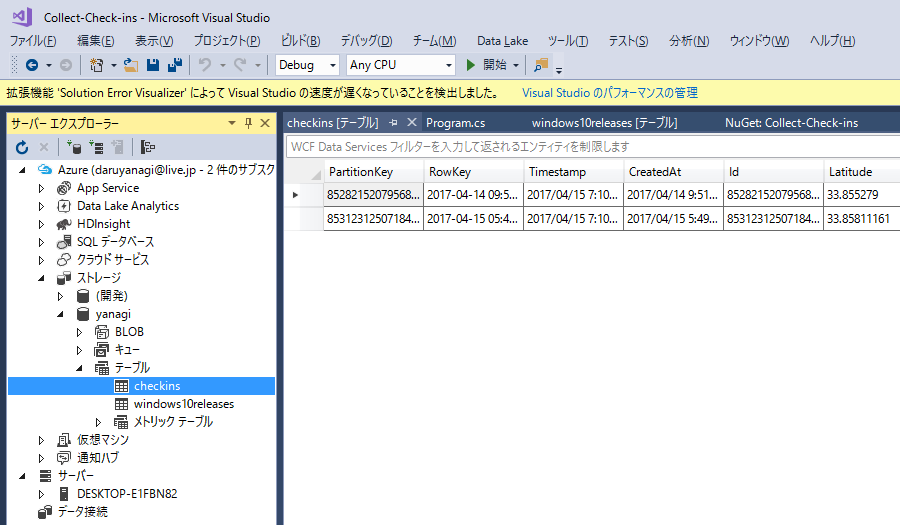 Collect-Check-ins - Microsoft Visual Studio
ファイル(F) 編集(E) 表示(V) プロジェクト(P) ビルド(B) デバッグ(D) チーム(M) Data Lake ツール(T) テスト(S) 分析(N) ウィンドウ(W) ヘルプ(H)
Debug Any CPU 開始
拡張機能 'Solution Error Visualizer' によって Visual Studio の速度が遅くなっていることを検出しました。 Visual Studio のパフォーマンスの管理
サーバー エクスプローラー
checkins [テーブル] Program.cs windows10releases [テーブル] NuGet: Collect-Check-ins
WCF Data Services フィルターを入力して返されるエンティティを制限します
PartitionKey RowKey Timestamp CreatedAt Id Latitude
85282152079568... 2017-04-14 09:5... 2017/04/15 7:10... 2017/04/14 9:51... 85282152079568... 33.855279
85312312507184... 2017-04-15 05:4... 2017/04/15 7:10... 2017/04/15 5:49... 85312312507184... 33.85811161
Azure (daruyanagi@live.jp - 2 件のサブスク
App Service
Data Lake Analytics
HDInsight
SQL データベース
クラウド サービス
ストレージ
(開発)
yanagi
BLOB
キュー
テーブル
checkins
windows10releases
メトリック テーブル
仮想マシン
通知ハブ
サーバー
DESKTOP-E1FBN82
データ接続